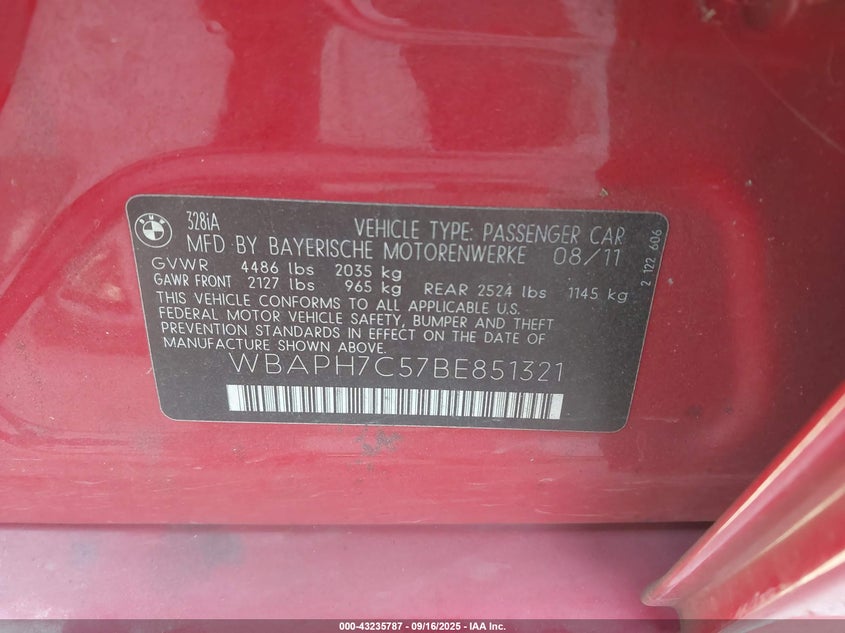 BMW
328iA
VEHICLE TYPE: PASSENGER CAR
MFD BY BAYERISCHE MOTORENWERKE 08/11
GVWR 4486 lbs 2035 kg
GAWR FRONT 2127 lbs 965 kg REAR 2524 lbs 1145 kg
THIS VEHICLE CONFORMS TO ALL APPLICABLE U.S.
FEDERAL MOTOR VEHICLE SAFETY, BUMPER AND THEFT
PREVENTION STANDARDS IN EFFECT ON THE DATE OF
MANUFACTURE SHOWN ABOVE.
WBAPH7C57BE851321
2 122 606
000-43235787 - 09/16/2025 - IAA Inc.